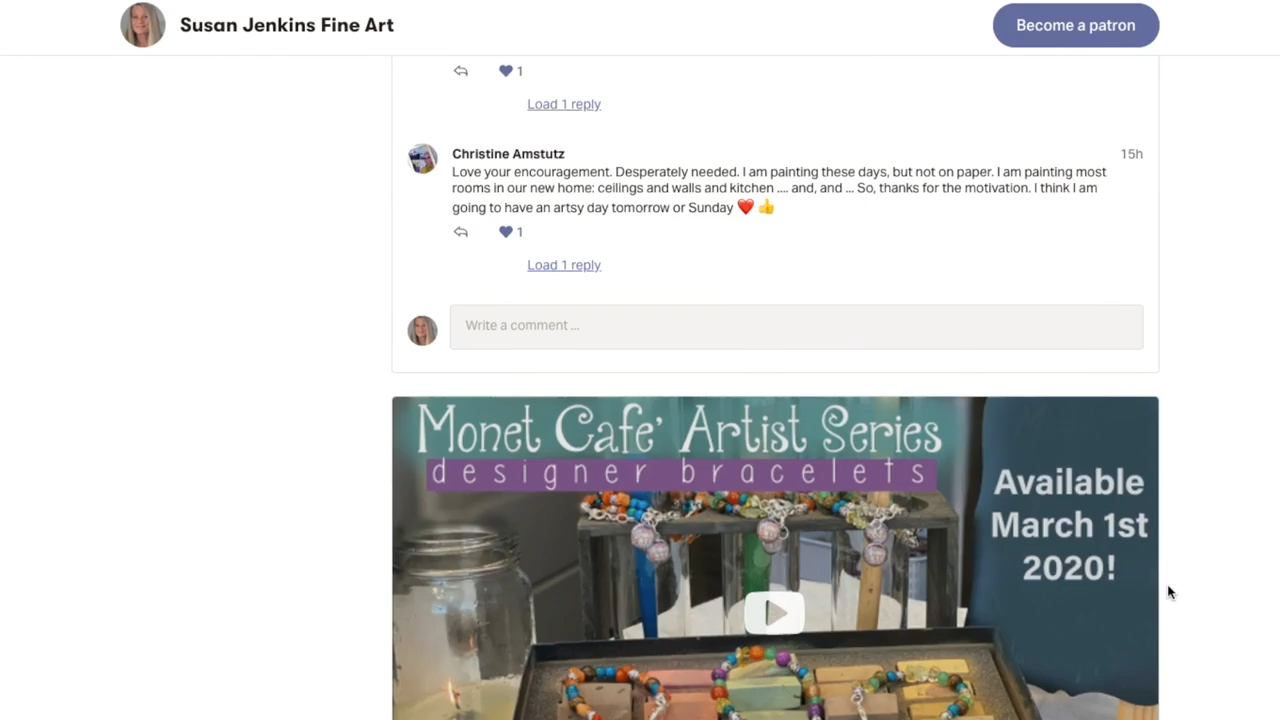 Susan Jenkins Fine Art
Become a patron
1
Load 1 reply
Christine Amstutz
15h
Love your encouragement. Desperately needed. I am painting these days, but not on paper. I am painting most
rooms in our new home: ceilings and walls and kitchen .... and, and ... So, thanks for the motivation. I think I am
going to have an artsy day tomorrow or Sunday ❤️ 👍
1
Load 1 reply
Write a comment ...
Monet Cafe' Artist Series
designer bracelets
Available
March 1st
2020!